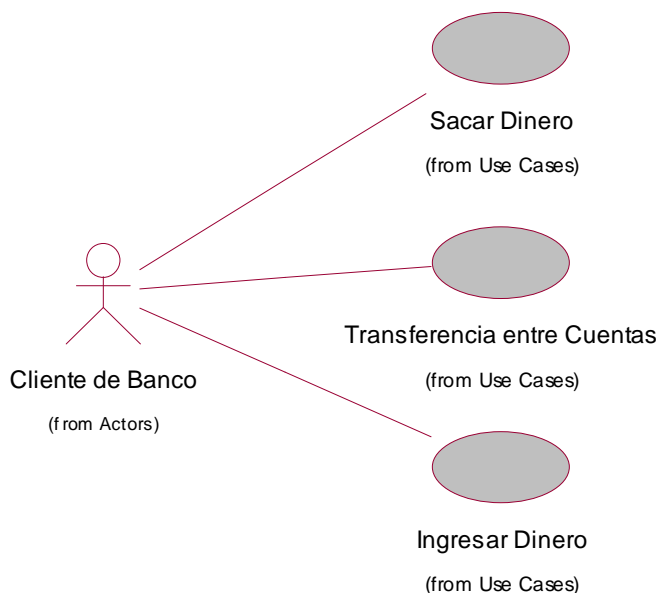 Sacar Dinero
(from Use Cases)
Transferencia entre Cuentas
(from Use Cases)
Cliente de Banco
(from Actors)
Ingresar Dinero
(from Use Cases)